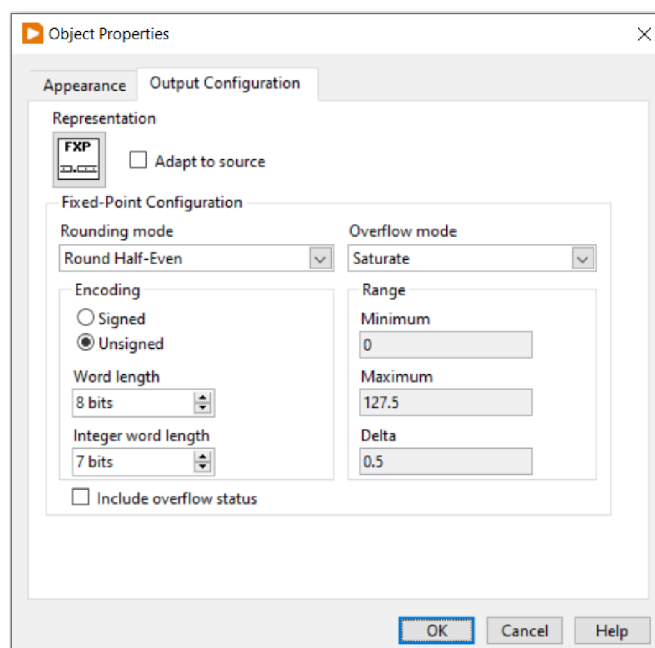 Object Properties
Appearance
Output Configuration
Representation
FXP
Adapt to source
Fixed-Point Configuration
Rounding mode
Overflow mode
Round Half-Even
Saturate
Encoding
Range
Signed
Minimum
Unsigned
0
Word length
Maximum
8 bits
127.5
Integer word length
Delta
7 bits
0.5
Include overflow status
OK
Cancel
Help